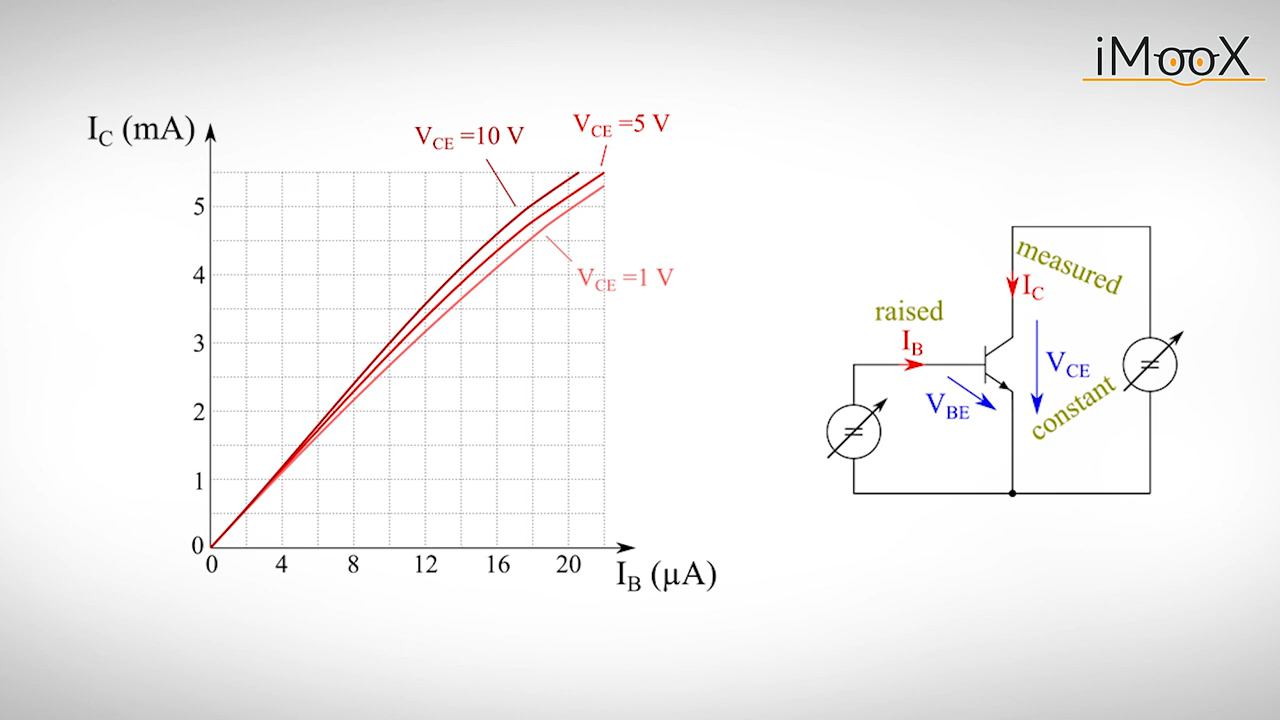 iMooX
I_C (mA)
V_CE =10 V
V_CE =5 V
V_CE =1 V
5
4
3
2
1
0
0 4 8 12 16 20
I_B (μA)
measured
I_C
raised
I_B
V_CE
V_BE
constant
=
=